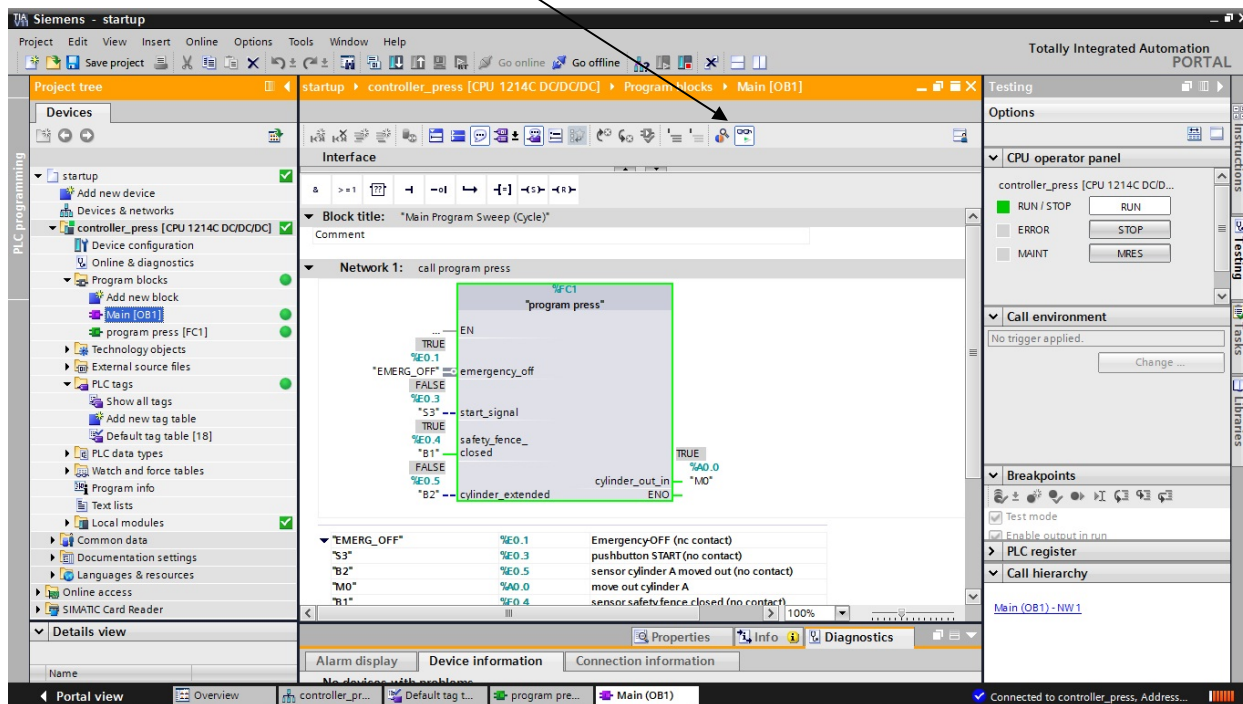 Siemens - startup
Project Edit View Insert Online Options Tools Window Help
Totally Integrated Automation
PORTAL
Save project
Go online
Go offline
Project tree
startup ▸ controller_press [CPU 1214C DC/DC/DC] ▸ Program blocks ▸ Main [OB1]
Testing
Devices
Options
Interface
& >=1 [??] ⊣ -o| ↦ -[=] -(S)- -(R)-
Block title: "Main Program Sweep (Cycle)"
Comment
Network 1: call program press
%FC1
"program press"
... EN
TRUE
%E0.1
"EMERG_OFF" emergency_off
FALSE
%E0.3
"S3" start_signal
TRUE
%E0.4 safety_fence_
"B1" closed
TRUE
FALSE
%A0.0
%E0.5
cylinder_out_in "M0"
"B2" cylinder_extended ENO
"EMERG_OFF" %E0.1 Emergency-OFF (nc contact)
"S3" %E0.3 pushbutton START (no contact)
"B2" %E0.5 sensor cylinder A moved out (no contact)
"M0" %A0.0 move out cylinder A
"B1" %E0.4 sensor safety fence closed (no contact)
100%
startup
Add new device
Devices & networks
controller_press [CPU 1214C DC/DC/DC]
Device configuration
Online & diagnostics
Program blocks
Add new block
Main [OB1]
program press [FC1]
Technology objects
External source files
PLC tags
Show all tags
Add new tag table
Default tag table [18]
PLC data types
Watch and force tables
Program info
Text lists
Local modules
Common data
Documentation settings
Languages & resources
Online access
SIMATIC Card Reader
Details view
Name
PLC programming
CPU operator panel
controller_press [CPU 1214C DC/D...
RUN / STOP RUN
ERROR STOP
MAINT MRES
Call environment
No trigger applied.
Change ...
Breakpoints
Test mode
Enable output in run
PLC register
Call hierarchy
Main (OB1) - NW1
Instructions
Testing
Tasks
Libraries
Properties Info Diagnostics
Alarm display Device information Connection information
No devices with problems
Portal view Overview controller_pr... Default tag t... program pre... Main (OB1)
Connected to controller_press, Address...